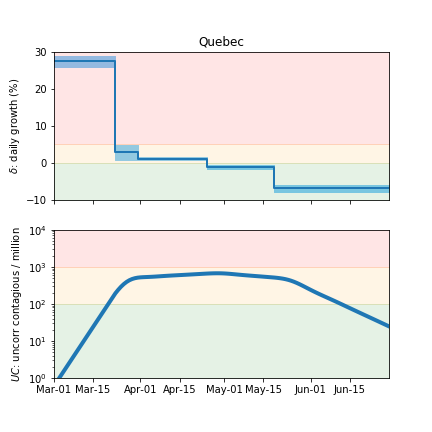 Quebec
δ: daily growth (%)
30
20
10
0
−10
UC: uncorr contagious / million
10⁴
10³
10²
10¹
10⁰
Mar-01 Mar-15 Apr-01 Apr-15 May-01 May-15 Jun-01 Jun-15